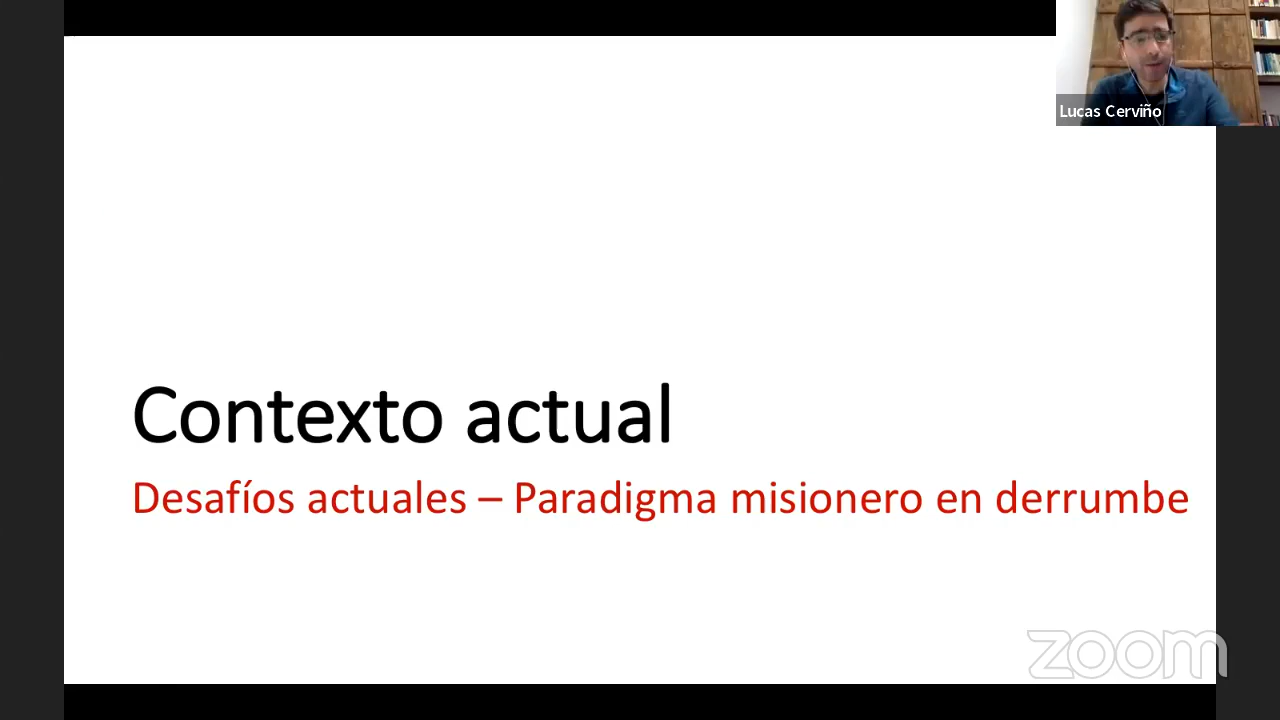 Lucas Cerviño
Contexto actual
Desafíos actuales – Paradigma misionero en derrumbe
zoom